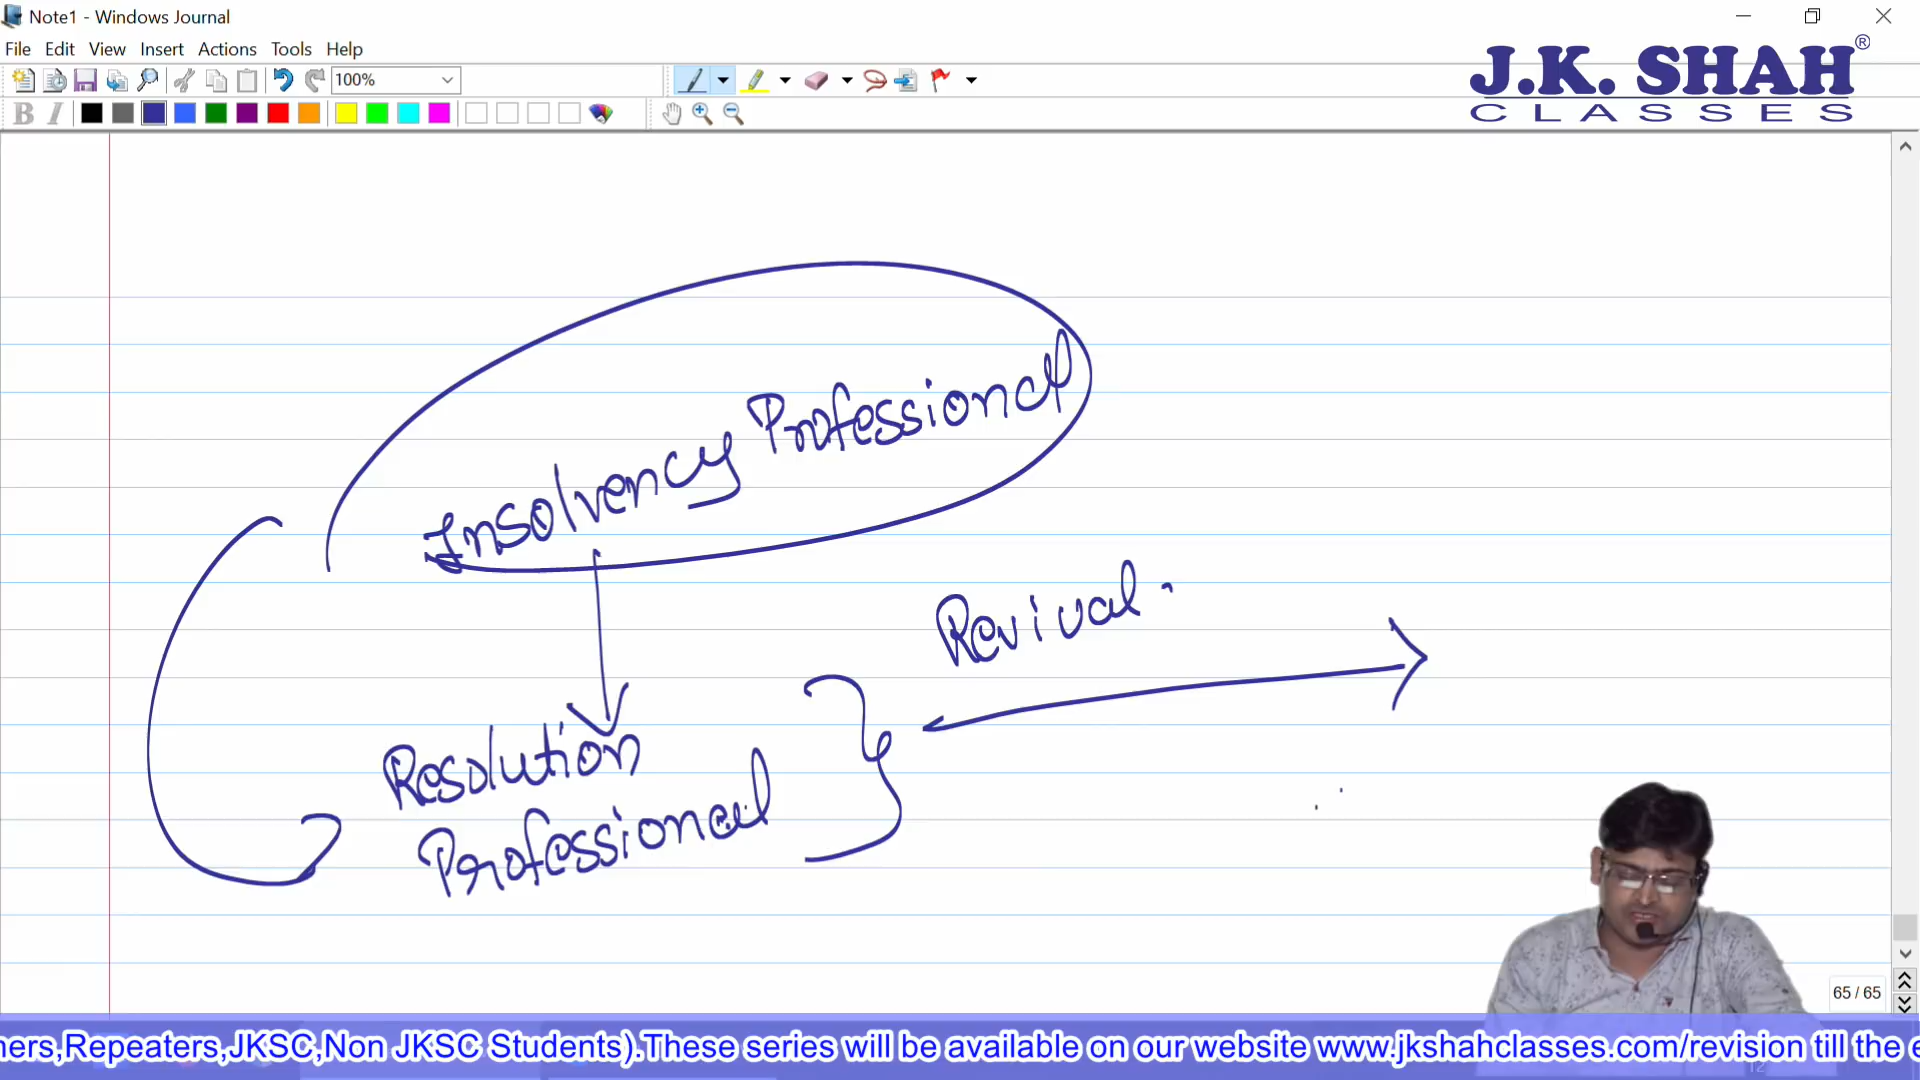 Note1 - Windows Journal
File Edit View Insert Actions Tools Help
100%
B I
J.K. SHAH®
CLASSES
Insolvency Professional
Revival
Resolution
Professional
65 / 65
ners,Repeaters,JKSC,Non JKSC Students).These series will be available on our website www.jkshahclasses.com/revision till the e